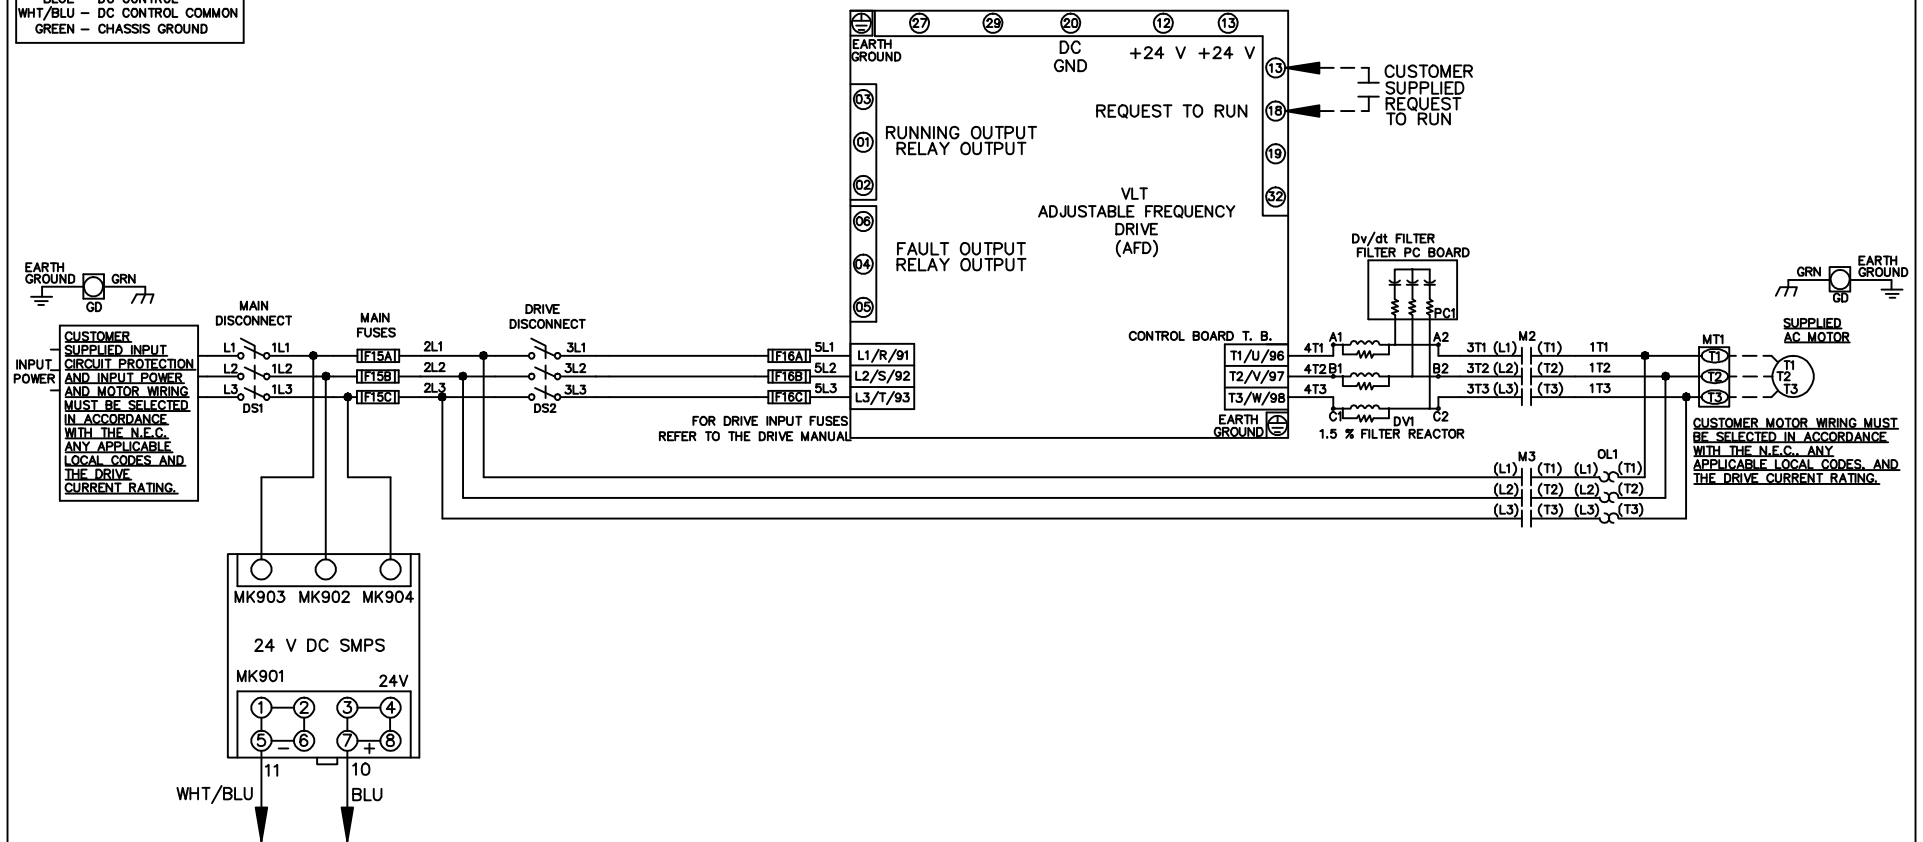 WHT/BLU – DC CONTROL COMMON
GREEN – CHASSIS GROUND
27 29 20 12 13
EARTH
GROUND
DC
GND
+24 V +24 V
13
18
19
32
REQUEST TO RUN
CUSTOMER
SUPPLIED
REQUEST
TO RUN
03
01
02
RUNNING OUTPUT
RELAY OUTPUT
06
04
05
FAULT OUTPUT
RELAY OUTPUT
VLT
ADJUSTABLE FREQUENCY
DRIVE
(AFD)
CONTROL BOARD T. B.
L1/R/91
L2/S/92
L3/T/93
T1/U/96
T2/V/97
T3/W/98
EARTH
GROUND
FOR DRIVE INPUT FUSES
REFER TO THE DRIVE MANUAL
EARTH
GROUND
GRN
GD
INPUT
POWER
CUSTOMER
SUPPLIED INPUT
CIRCUIT PROTECTION
AND INPUT POWER
AND MOTOR WIRING
MUST BE SELECTED
IN ACCORDANCE
WITH THE N.E.C.
ANY APPLICABLE
LOCAL CODES AND
THE DRIVE
CURRENT RATING.
MAIN
DISCONNECT
L1 1L1
L2 1L2
L3 1L3
DS1
MAIN
FUSES
F15A
F15B
F15C
2L1
2L2
2L3
DRIVE
DISCONNECT
3L1
3L2
3L3
DS2
F16A 5L1
F16B 5L2
F16C 5L3
Dv/dt FILTER
FILTER PC BOARD
PC1
4T1 A1 A2
4T2 B1 B2
4T3 C1 C2
DV1
1.5 % FILTER REACTOR
M2
3T1 (L1) (T1) 1T1
3T2 (L2) (T2) 1T2
3T3 (L3) (T3) 1T3
M3 OL1
(L1) (T1) (L1) (T1)
(L2) (T2) (L2) (T2)
(L3) (T3) (L3) (T3)
GRN
GD
EARTH
GROUND
SUPPLIED
AC MOTOR
MT1
T1
T2
T3
T1
T2
T3
CUSTOMER MOTOR WIRING MUST
BE SELECTED IN ACCORDANCE
WITH THE N.E.C., ANY
APPLICABLE LOCAL CODES, AND
THE DRIVE CURRENT RATING.
MK903 MK902 MK904
24 V DC SMPS
MK901
24V
1 2 3 4
5 – 6 7 + 8
11 10
WHT/BLU BLU